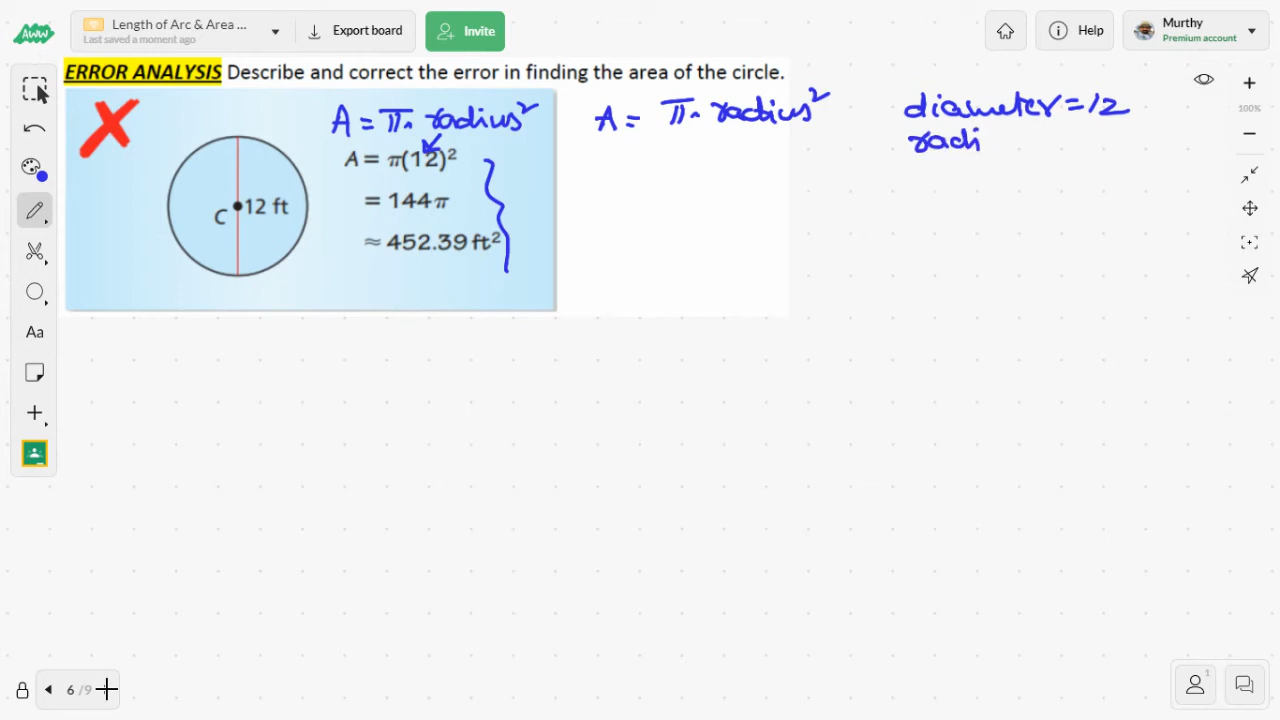 AWW
Length of Arc & Area ...
Last saved a moment ago
Export board
Invite
Help
Murthy
Premium account
ERROR ANALYSIS Describe and correct the error in finding the area of the circle.
A = π. radius²
A = π. radius²
diameter = 12
radi
A = π(12)²
= 144π
≈ 452.39 ft²
C
12 ft
100%
Aa
6 /9
1